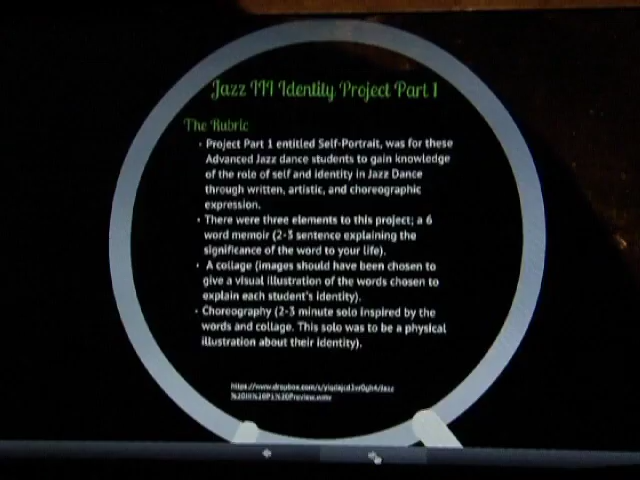 Jazz III Identity Project Part 1
The Rubric
• Project Part 1 entitled Self-Portrait, was for these
Advanced Jazz dance students to gain knowledge
of the role of self and identity in Jazz Dance
through written, artistic, and choreographic
expression.
• There were three elements to this project; a 6
word memoir (2-3 sentence explaining the
significance of the word to your life).
• A collage (images should have been chosen to
give a visual illustration of the words chosen to
explain each student's identity).
• Choreography (2-3 minute solo inspired by the
words and collage. This solo was to be a physical
illustration about their identity).